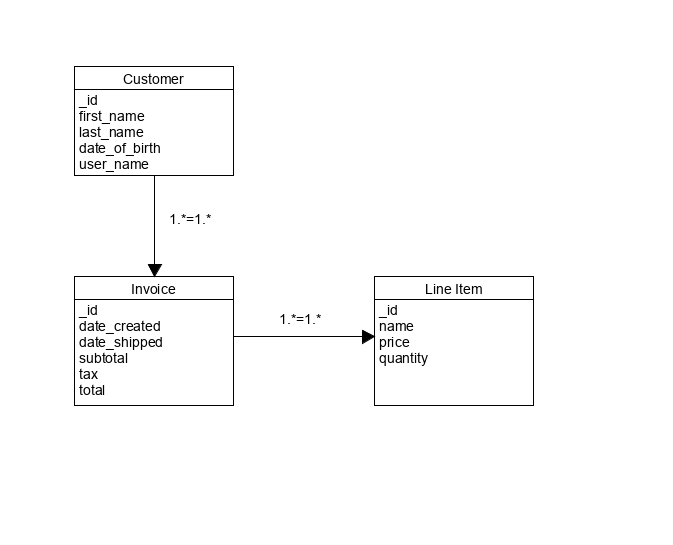 Customer
_id
first_name
last_name
date_of_birth
user_name
1.*=1.*
Invoice
_id
date_created
date_shipped
subtotal
tax
total
1.*=1.*
Line Item
_id
name
price
quantity